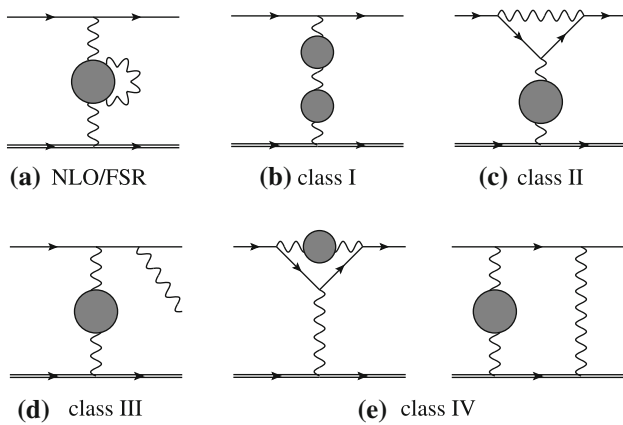 (a) NLO/FSR
(b) class I
(c) class II
(d) class III
(e) class IV